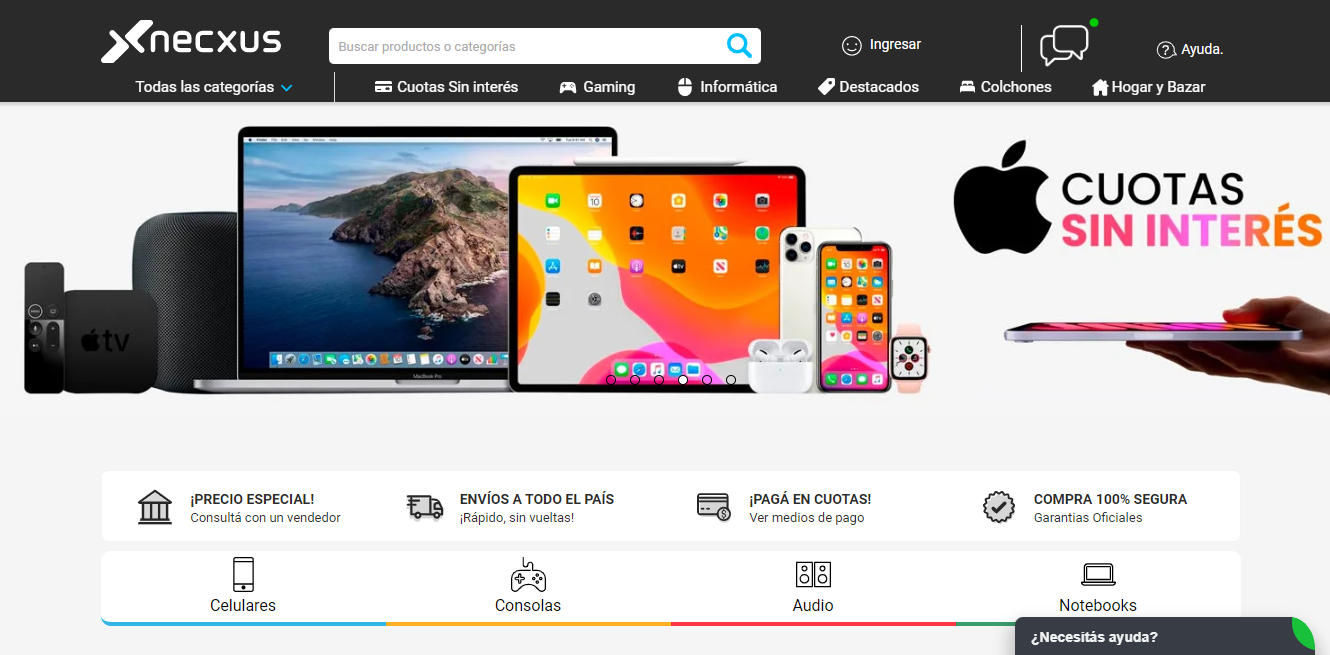 necxus
Buscar productos o categorías
Ingresar
Ayuda.
Todas las categorías
Cuotas Sin interés
Gaming
Informática
Destacados
Colchones
Hogar y Bazar
CUOTAS
SIN INTERÉS
tv
MacBook Pro
¡PRECIO ESPECIAL!
Consultá con un vendedor
ENVÍOS A TODO EL PAÍS
¡Rápido, sin vueltas!
¡PAGÁ EN CUOTAS!
Ver medios de pago
COMPRA 100% SEGURA
Garantias Oficiales
Celulares
Consolas
Audio
Notebooks
¿Necesitás ayuda?